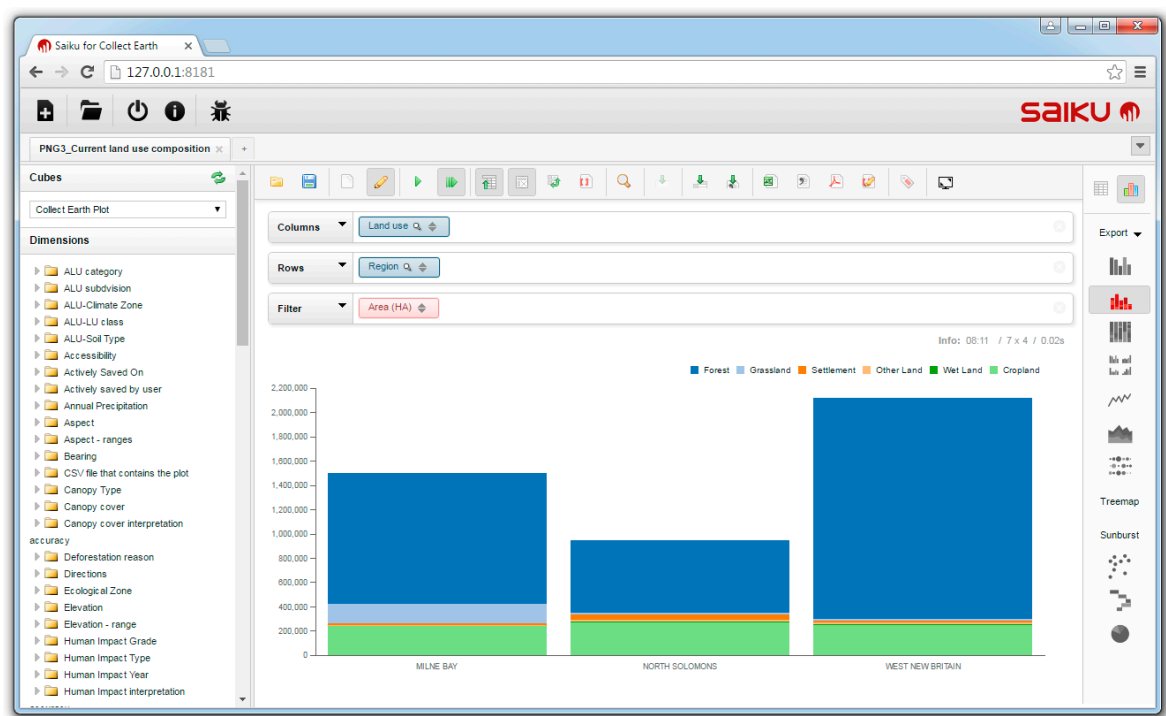 Saiku for Collect Earth
127.0.0.1:8181
saiku
PNG3_Current land use composition
Cubes
Collect Earth Plot
Dimensions
ALU category
ALU subdvision
ALU-Climate Zone
ALU-LU class
ALU-Soil Type
Accessibility
Actively Saved On
Actively saved by user
Annual Precipitation
Aspect
Aspect - ranges
Bearing
CSV file that contains the plot
Canopy Type
Canopy cover
Canopy cover interpretation
accuracy
Deforestation reason
Directions
Ecological Zone
Elevation
Elevation - range
Human Impact Grade
Human Impact Type
Human Impact Year
Human Impact interpretation
Columns Land use
Rows Region
Filter Area (HA)
Info: 08:11 / 7 x 4 / 0.02s
Forest Grassland Settlement Other Land Wet Land Cropland
2,200,000
2,000,000
1,800,000
1,600,000
1,400,000
1,200,000
1,000,000
800,000
600,000
400,000
200,000
0
MILNE BAY NORTH SOLOMONS WEST NEW BRITAIN
Export
Treemap
Sunburst